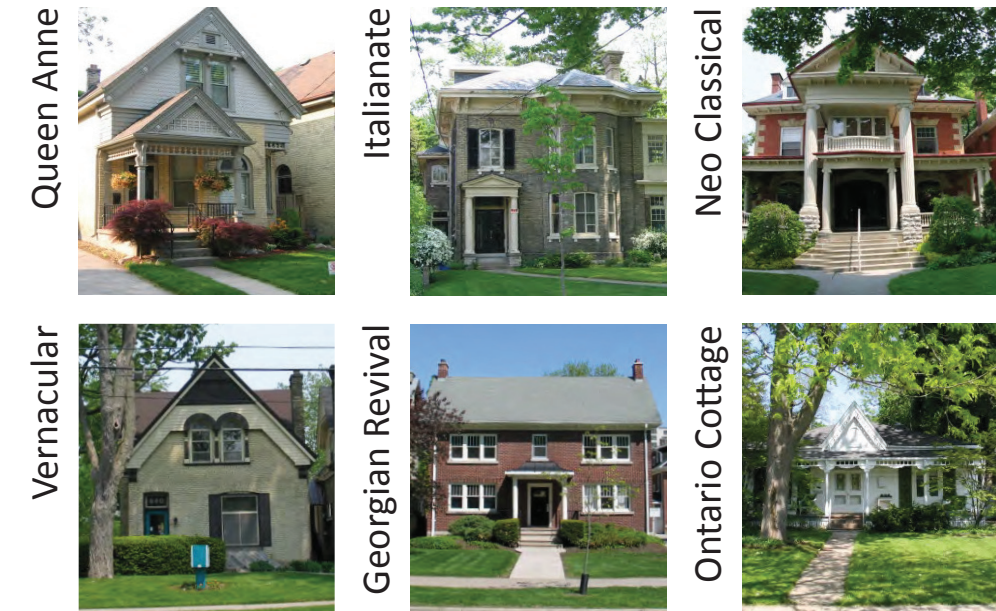 Queen Anne
Italianate
Neo Classical
Vernacular
Georgian Revival
Ontario Cottage